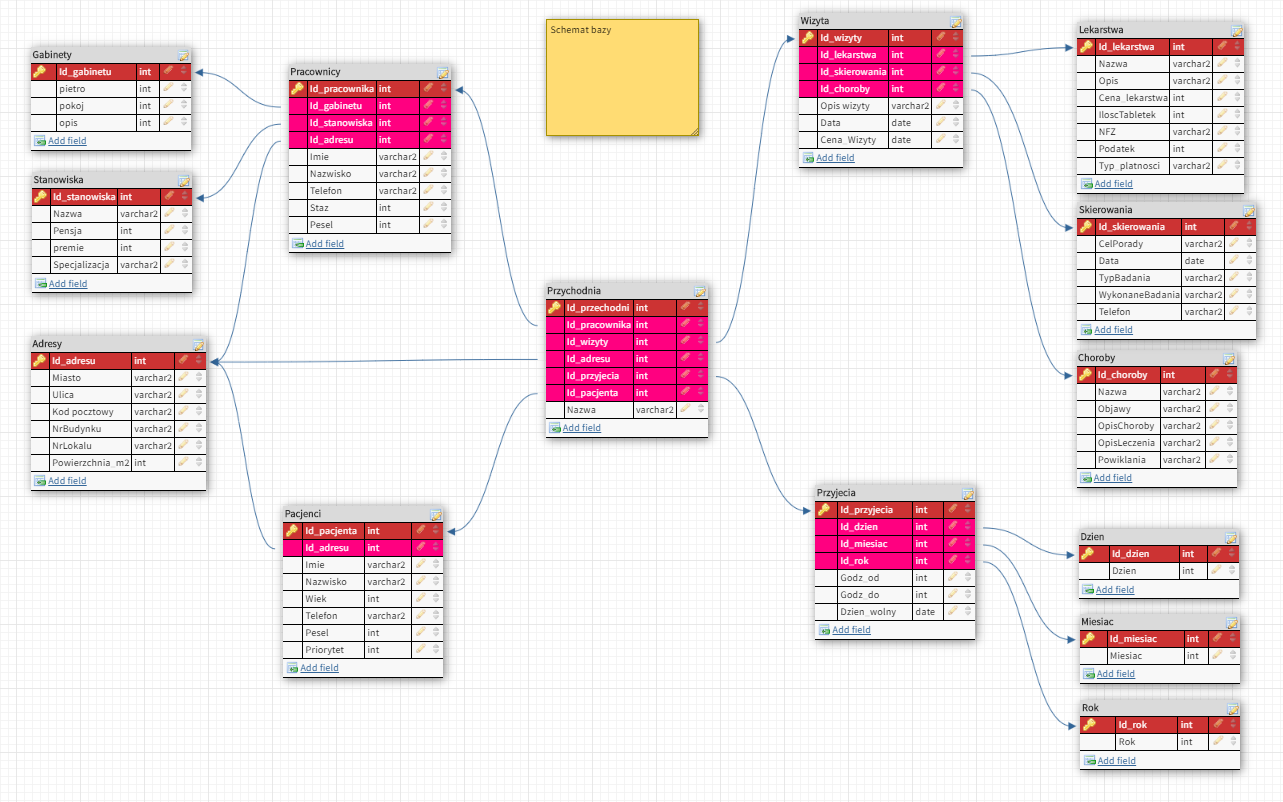 Schemat bazy
Gabinety
Id_gabinetu int
pietro int
pokoj int
opis int
Add field
Stanowiska
Id_stanowiska int
Nazwa varchar2
Pensja int
premie int
Specjalizacja varchar2
Add field
Adresy
Id_adresu int
Miasto varchar2
Ulica varchar2
Kod pocztowy varchar2
NrBudynku varchar2
NrLokalu varchar2
Powierzchnia_m2 int
Add field
Pracownicy
Id_pracownika int
Id_gabinetu int
Id_stanowiska int
Id_adresu int
Imie varchar2
Nazwisko varchar2
Telefon varchar2
Staz int
Pesel int
Add field
Pacjenci
Id_pacjenta int
Id_adresu int
Imie varchar2
Nazwisko varchar2
Wiek int
Telefon varchar2
Pesel int
Priorytet int
Add field
Przychodnia
Id_przechodni int
Id_pracownika int
Id_wizyty int
Id_adresu int
Id_przyjecia int
Id_pacjenta int
Nazwa varchar2
Add field
Wizyta
Id_wizyty int
Id_lekarstwa int
Id_skierowania int
Id_choroby int
Opis wizyty varchar2
Data date
Cena_Wizyty date
Add field
Przyjecia
Id_przyjecia int
Id_dzien int
Id_miesiac int
Id_rok int
Godz_od int
Godz_do int
Dzien_wolny date
Add field
Lekarstwa
Id_lekarstwa int
Nazwa varchar2
Opis varchar2
Cena_lekarstwa int
IloscTabletek int
NFZ varchar2
Podatek int
Typ_platnosci varchar2
Add field
Skierowania
Id_skierowania int
CelPorady varchar2
Data date
TypBadania varchar2
WykonaneBadania varchar2
Telefon varchar2
Add field
Choroby
Id_choroby int
Nazwa varchar2
Objawy varchar2
OpisChoroby varchar2
OpisLeczenia varchar2
Powiklania varchar2
Add field
Dzien
Id_dzien int
Dzien int
Add field
Miesiac
Id_miesiac int
Miesiac int
Add field
Rok
Id_rok int
Rok int
Add field